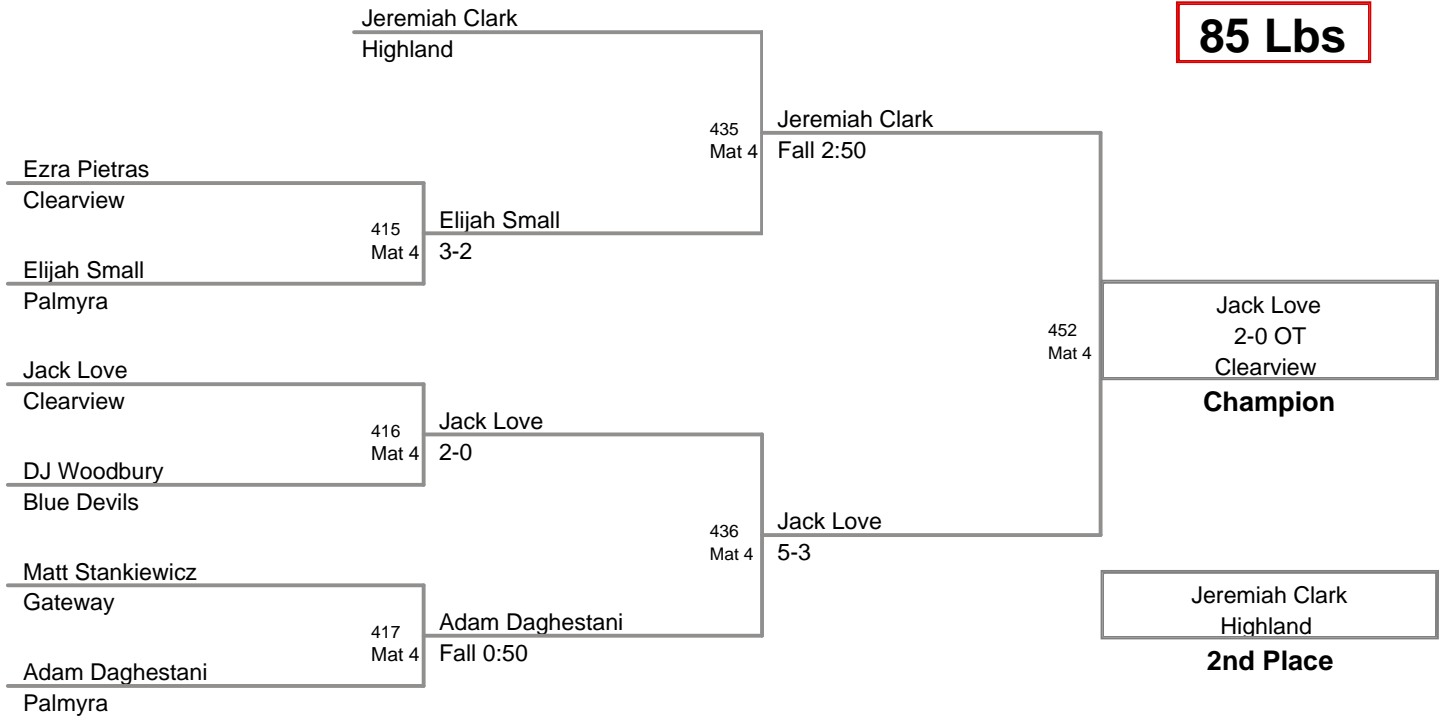 Jeremiah Clark
Highland
85 Lbs
435
Mat 4
Jeremiah Clark
Fall 2:50
Ezra Pietras
Clearview
415
Mat 4
Elijah Small
3-2
Elijah Small
Palmyra
Jack Love
2-0 OT
Clearview
Champion
452
Mat 4
Jack Love
Clearview
416
Mat 4
Jack Love
2-0
DJ Woodbury
Blue Devils
436
Mat 4
Jack Love
5-3
Matt Stankiewicz
Gateway
417
Mat 4
Adam Daghestani
Fall 0:50
Adam Daghestani
Palmyra
Jeremiah Clark
Highland
2nd Place